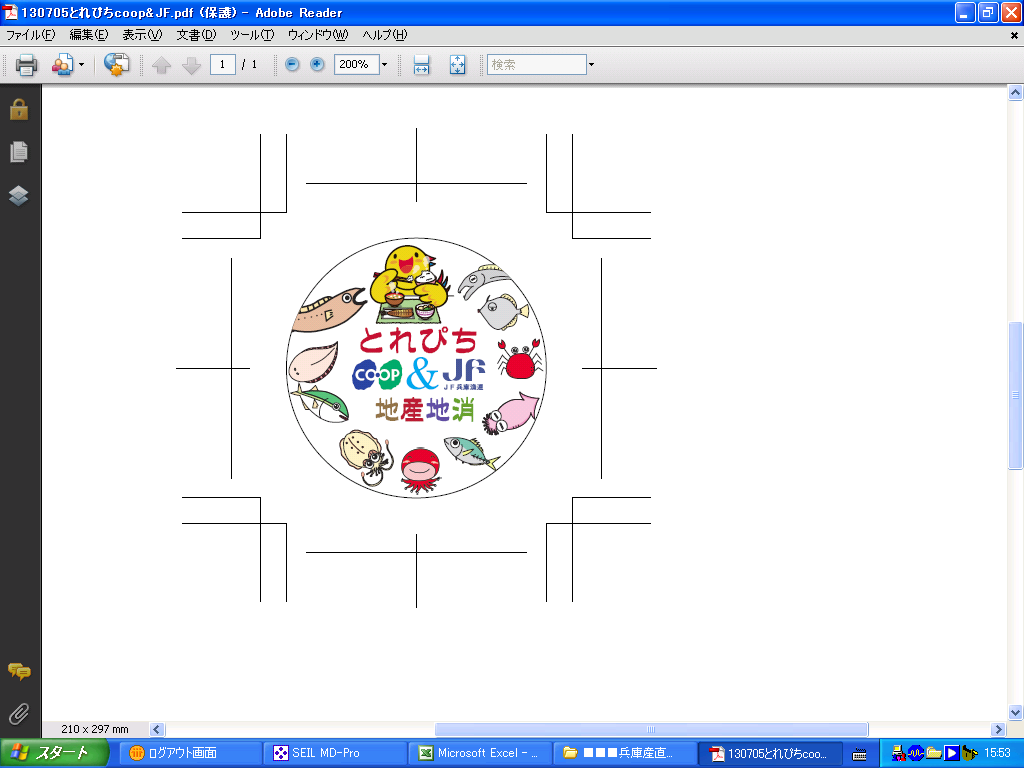 130705とれぴちcoop&JF.pdf (保護) - Adobe Reader
ファイル(F) 編集(E) 表示(V) 文書(D) ツール(T) ウィンドウ(W) ヘルプ(H)
1 / 1 200% 検索
とれぴち
COOP & JF
JF兵庫漁連
地産地消
210 x 297 mm
スタート ログアウト画面 SEIL MD-Pro Microsoft Excel - ... ■■■兵庫産直... 130705とれぴちcoo... 15:53